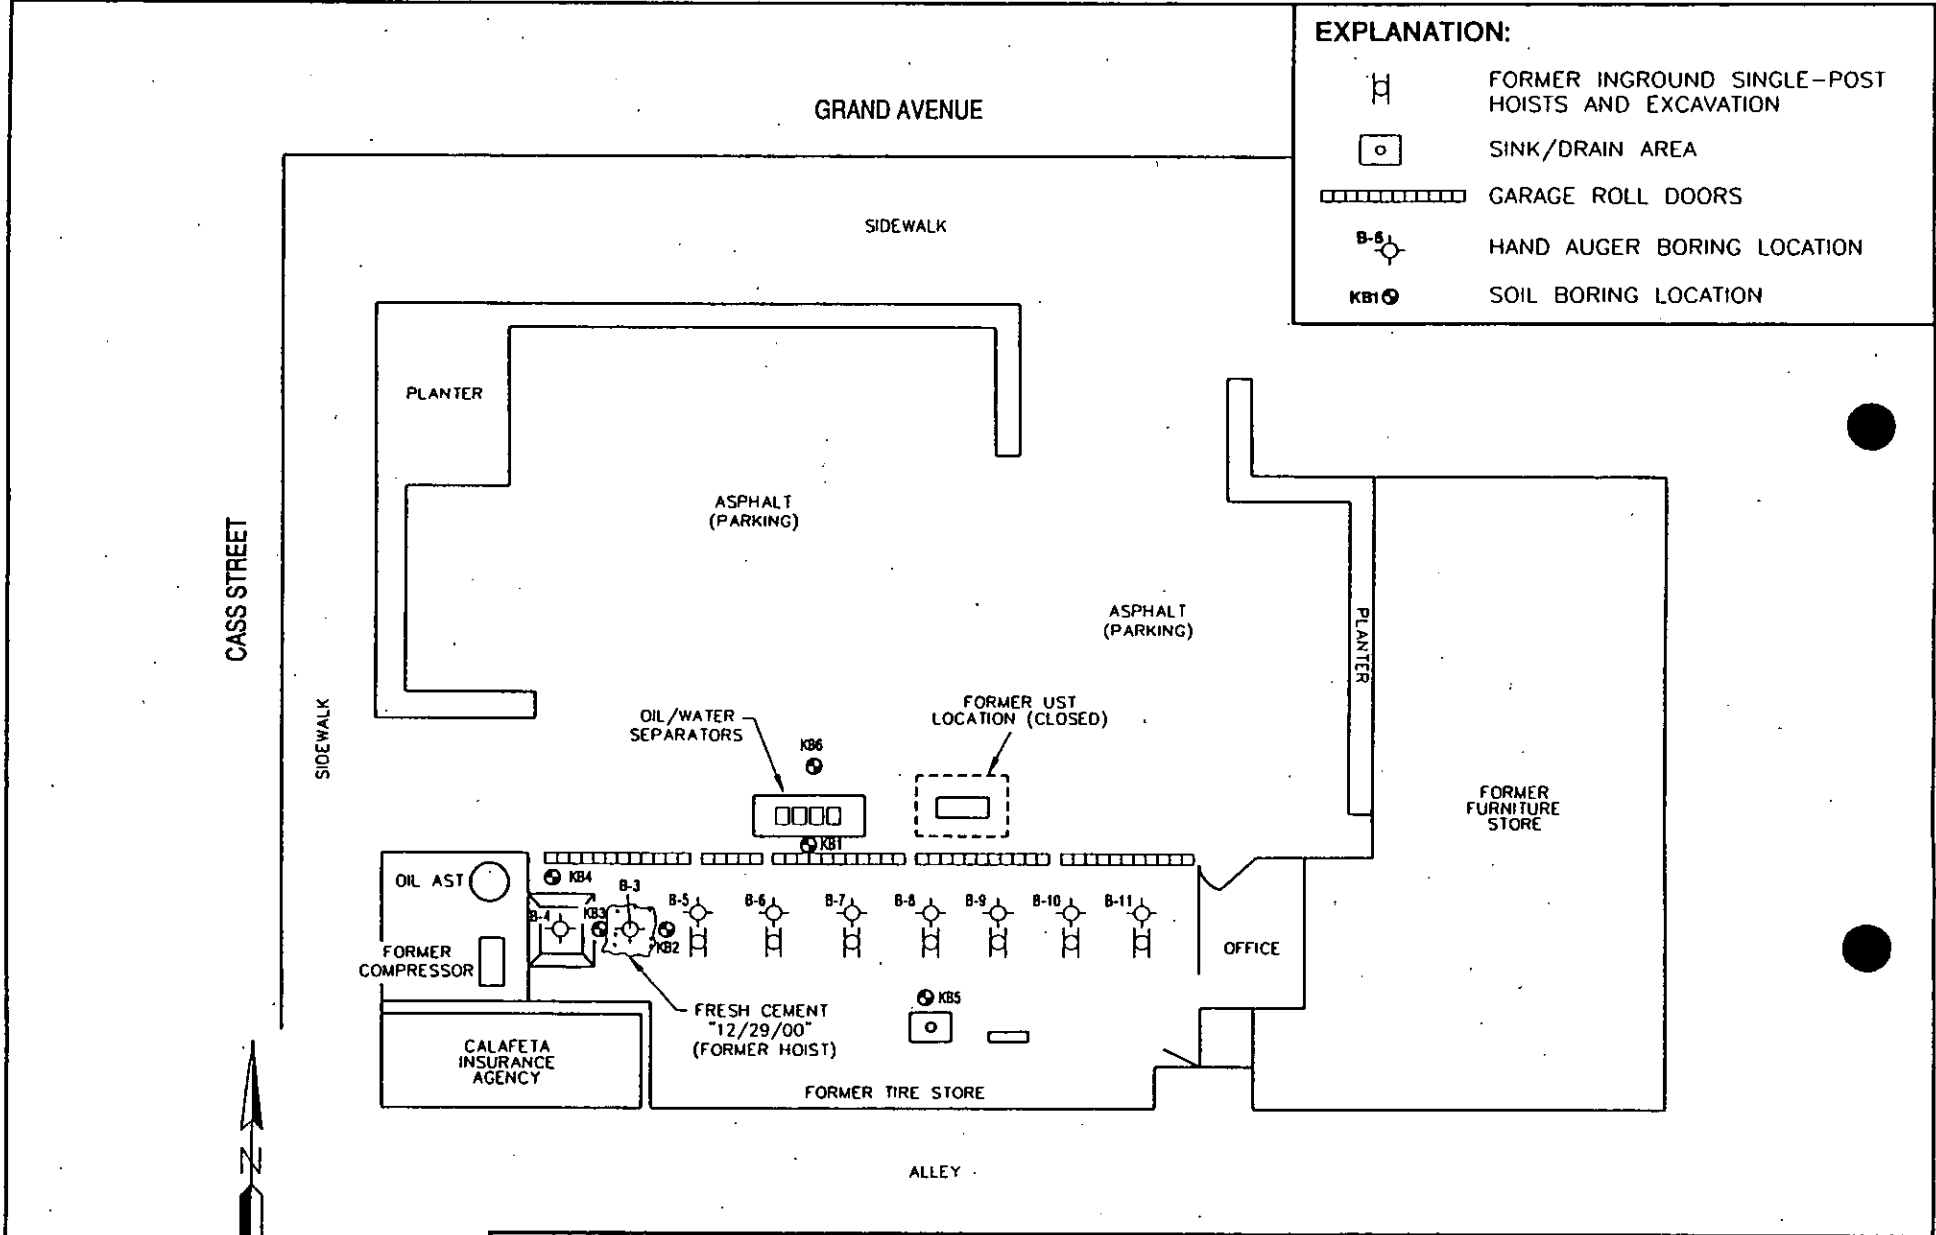 EXPLANATION:
FORMER INGROUND SINGLE-POST
HOISTS AND EXCAVATION
SINK/DRAIN AREA
GARAGE ROLL DOORS
B-6
HAND AUGER BORING LOCATION
KB1
SOIL BORING LOCATION
GRAND AVENUE
SIDEWALK
PLANTER
ASPHALT
(PARKING)
CASS STREET
ASPHALT
(PARKING)
PLANTER
SIDEWALK
OIL/WATER
SEPARATORS
KB6
FORMER UST
LOCATION (CLOSED)
FORMER
FURNITURE
STORE
KB1
OIL AST
KB4
B-3
B-4
KB3
KB2
B-5
B-6
B-7
B-8
B-9
B-10
B-11
OFFICE
FORMER
COMPRESSOR
KB5
FRESH CEMENT
"12/29/00"
(FORMER HOIST)
CALAFETA
INSURANCE
AGENCY
FORMER TIRE STORE
ALLEY
N